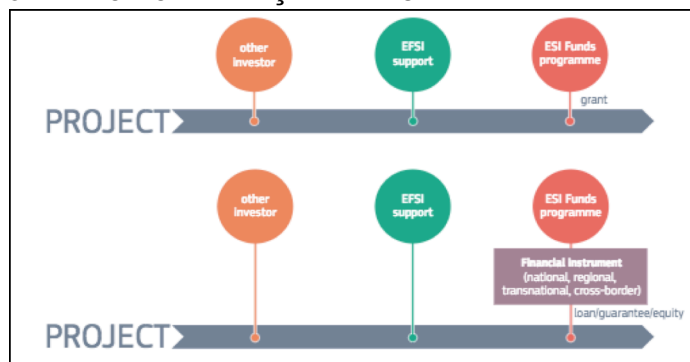 other
investor
EFSI
support
ESI Funds
programme
grant
PROJECT
other
investor
EFSI
support
ESI Funds
programme
Financial Instrument
(national, regional,
transnational, cross-border)
loan/guarantee/equity
PROJECT